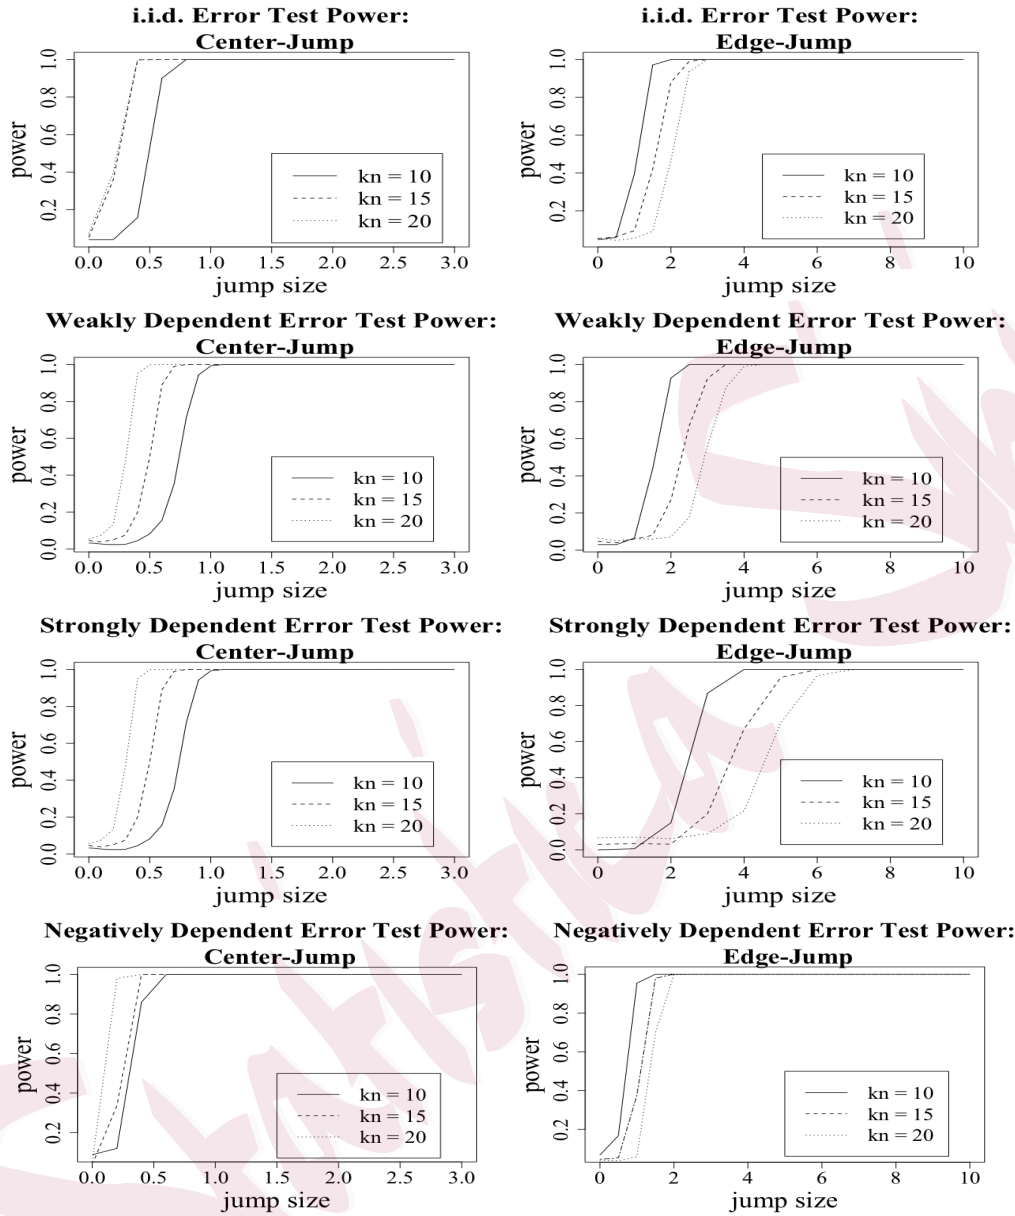 i.i.d. Error Test Power:
Center-Jump
power
0.2 0.4 0.6 0.8 1.0
kn = 10
kn = 15
kn = 20
0.0 0.5 1.0 1.5 2.0 2.5 3.0
jump size
i.i.d. Error Test Power:
Edge-Jump
power
0.2 0.4 0.6 0.8 1.0
kn = 10
kn = 15
kn = 20
0 2 4 6 8 10
jump size
Weakly Dependent Error Test Power:
Center-Jump
power
0.0 0.2 0.4 0.6 0.8 1.0
kn = 10
kn = 15
kn = 20
0.0 0.5 1.0 1.5 2.0 2.5 3.0
jump size
Weakly Dependent Error Test Power:
Edge-Jump
power
0.0 0.2 0.4 0.6 0.8 1.0
kn = 10
kn = 15
kn = 20
0 2 4 6 8 10
jump size
Strongly Dependent Error Test Power:
Center-Jump
power
0.0 0.2 0.4 0.6 0.8 1.0
kn = 10
kn = 15
kn = 20
0.0 0.5 1.0 1.5 2.0 2.5 3.0
jump size
Strongly Dependent Error Test Power:
Edge-Jump
power
0.0 0.2 0.4 0.6 0.8 1.0
kn = 10
kn = 15
kn = 20
0 2 4 6 8 10
jump size
Negatively Dependent Error Test Power:
Center-Jump
power
0.2 0.4 0.6 0.8 1.0
kn = 10
kn = 15
kn = 20
0.0 0.5 1.0 1.5 2.0 2.5 3.0
jump size
Negatively Dependent Error Test Power:
Edge-Jump
power
0.2 0.4 0.6 0.8 1.0
kn = 10
kn = 15
kn = 20
0 2 4 6 8 10
jump size
Statistica